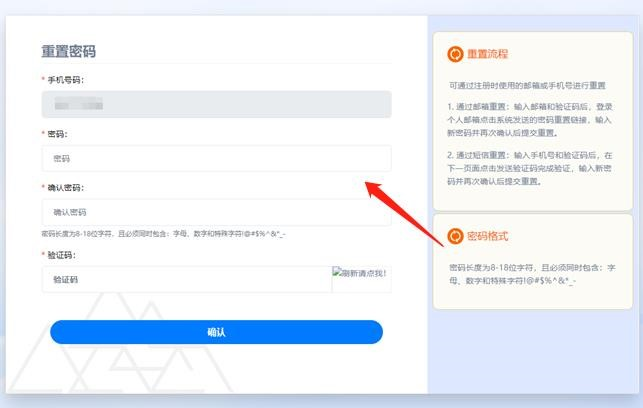 重置密码
* 手机号码：
* 密码：
密码
* 确认密码：
确认密码
密码长度为8-18位字符，且必须同时包含：字母、数字和特殊字符!@#$%^&*_-
* 验证码：
验证码
刷新请点我!
确认
重置流程
可通过注册时使用的邮箱或手机号进行重置
1. 通过邮箱重置：输入邮箱和验证码后，登录
个人邮箱点击系统发送的密码重置链接，输入
新密码并再次确认后提交重置。
2. 通过短信重置：输入手机号和验证码后，在
下一页面点击发送验证码完成验证，输入新密
码并再次确认后提交重置。
密码格式
密码长度为8-18位字符，且必须同时包含：字
母、数字和特殊字符!@#$%^&*_-